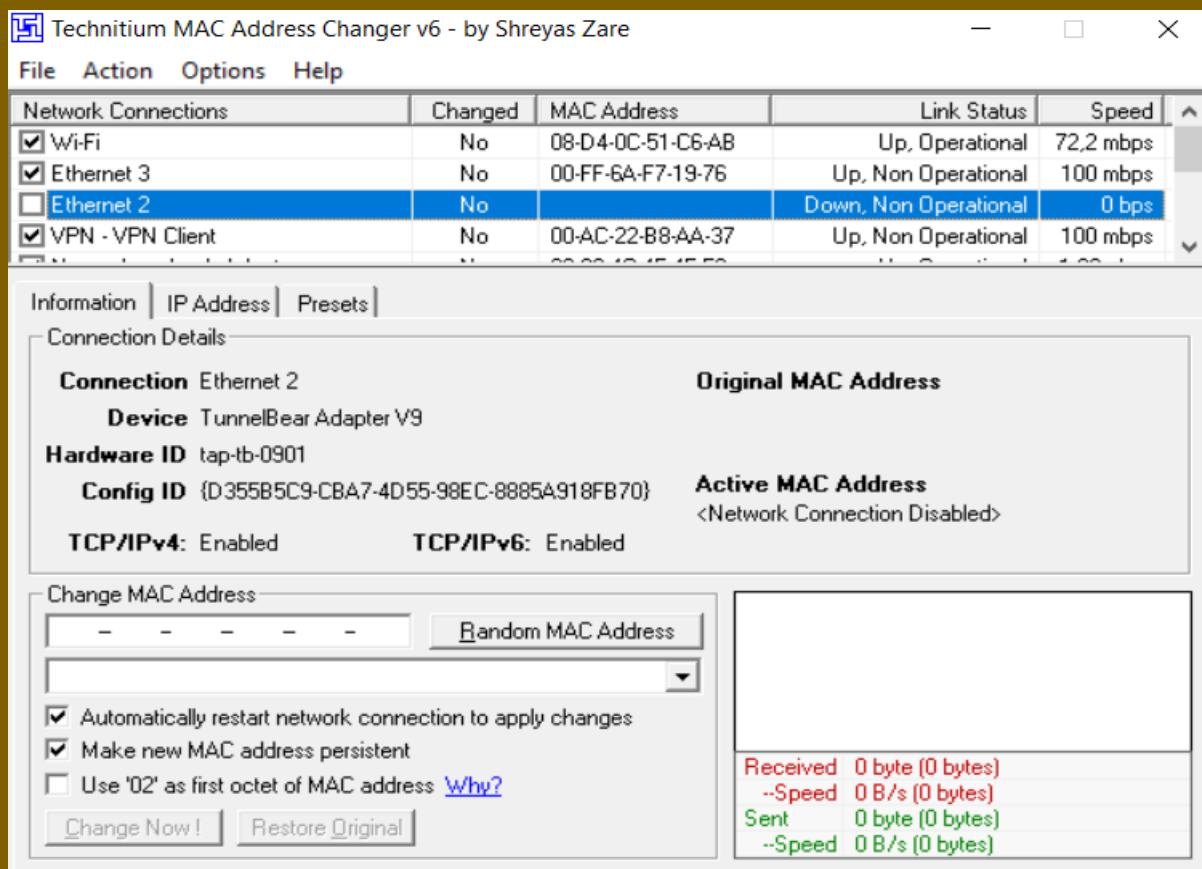 Technitium MAC Address Changer v6 - by Shreyas Zare
File Action Options Help
Network Connections Changed MAC Address Link Status Speed
Wi-Fi No 08-D4-0C-51-C6-AB Up, Operational 72,2 mbps
Ethernet 3 No 00-FF-6A-F7-19-76 Up, Non Operational 100 mbps
Ethernet 2 No Down, Non Operational 0 bps
VPN - VPN Client No 00-AC-22-B8-AA-37 Up, Non Operational 100 mbps
Information IP Address Presets
Connection Details
Connection Ethernet 2 Original MAC Address
Device TunnelBear Adapter V9
Hardware ID tap-tb-0901
Config ID {D355B5C9-CBA7-4D55-98EC-8885A918FB70} Active MAC Address
<Network Connection Disabled>
TCP/IPv4: Enabled TCP/IPv6: Enabled
Change MAC Address
- - - - - Random MAC Address
Automatically restart network connection to apply changes
Make new MAC address persistent
Use '02' as first octet of MAC address Why?
Change Now ! Restore Original
Received 0 byte (0 bytes)
--Speed 0 B/s (0 bytes)
Sent 0 byte (0 bytes)
--Speed 0 B/s (0 bytes)